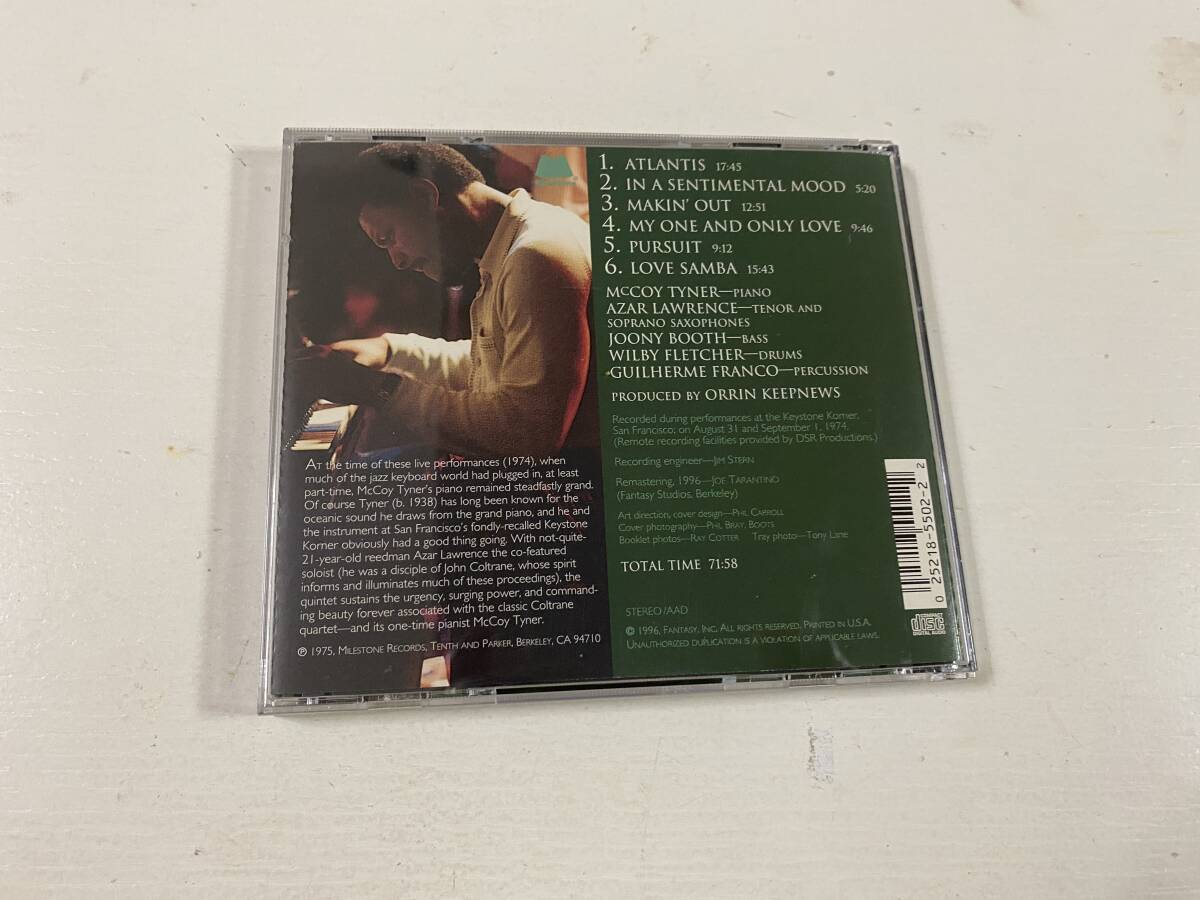 1. ATLANTIS 17:45
2. IN A SENTIMENTAL MOOD 5:20
3. MAKIN' OUT 12:51
4. MY ONE AND ONLY LOVE 9:46
5. PURSUIT 9:12
6. LOVE SAMBA 15:43
MCCOY TYNER—PIANO
AZAR LAWRENCE—TENOR AND
SOPRANO SAXOPHONES
JOONY BOOTH—BASS
WILBY FLETCHER—DRUMS
GUILHERME FRANCO—PERCUSSION
PRODUCED BY ORRIN KEEPNEWS
Recorded during performances at the Keystone Korner,
San Francisco; on August 31 and September 1, 1974.
(Remote recording facilities provided by DSR Productions.)
Recording engineer—JIM STERN
Remastering, 1996—JOE TARANTINO
(Fantasy Studios, Berkeley)
Art direction, cover design—PHIL CARROLL
Cover photography—PHIL BRAY, BOOTS
Booklet photos—RAY COTTER Tray photo—Tony Lane
TOTAL TIME 71:58
STEREO/AAD
© 1996, FANTASY, INC. ALL RIGHTS RESERVED. PRINTED IN U.S.A.
UNAUTHORIZED DUPLICATION IS A VIOLATION OF APPLICABLE LAWS.
AT the time of these live performances (1974), when
much of the jazz keyboard world had plugged in, at least
part-time, McCoy Tyner's piano remained steadfastly grand.
Of course Tyner (b. 1938) has long been known for the
oceanic sound he draws from the grand piano, and he and
the instrument at San Francisco's fondly-recalled Keystone
Korner obviously had a good thing going. With not-quite-
21-year-old reedman Azar Lawrence the co-featured
soloist (he was a disciple of John Coltrane, whose spirit
informs and illuminates much of these proceedings), the
quintet sustains the urgency, surging power, and command-
ing beauty forever associated with the classic Coltrane
quartet—and its one-time pianist McCoy Tyner.
℗ 1975, MILESTONE RECORDS, TENTH AND PARKER, BERKELEY, CA 94710
0 25218-5502-2 2
COMPACT
disc
DIGITAL AUDIO